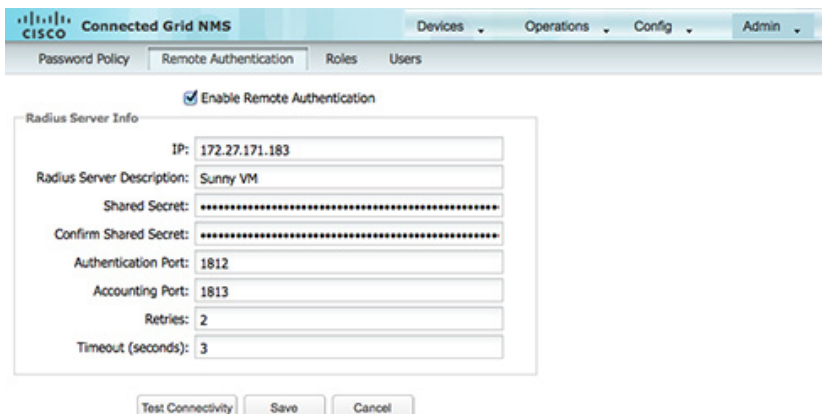 CISCO Connected Grid NMS Devices Operations Config Admin
Password Policy Remote Authentication Roles Users
Enable Remote Authentication
Radius Server Info
IP: 172.27.171.183
Radius Server Description: Sunny VM
Shared Secret: ••••••••••••••••••••••••••••••••••••••••••••••••••
Confirm Shared Secret: ••••••••••••••••••••••••••••••••••••••••••••••••••
Authentication Port: 1812
Accounting Port: 1813
Retries: 2
Timeout (seconds): 3
Test Connectivity Save Cancel